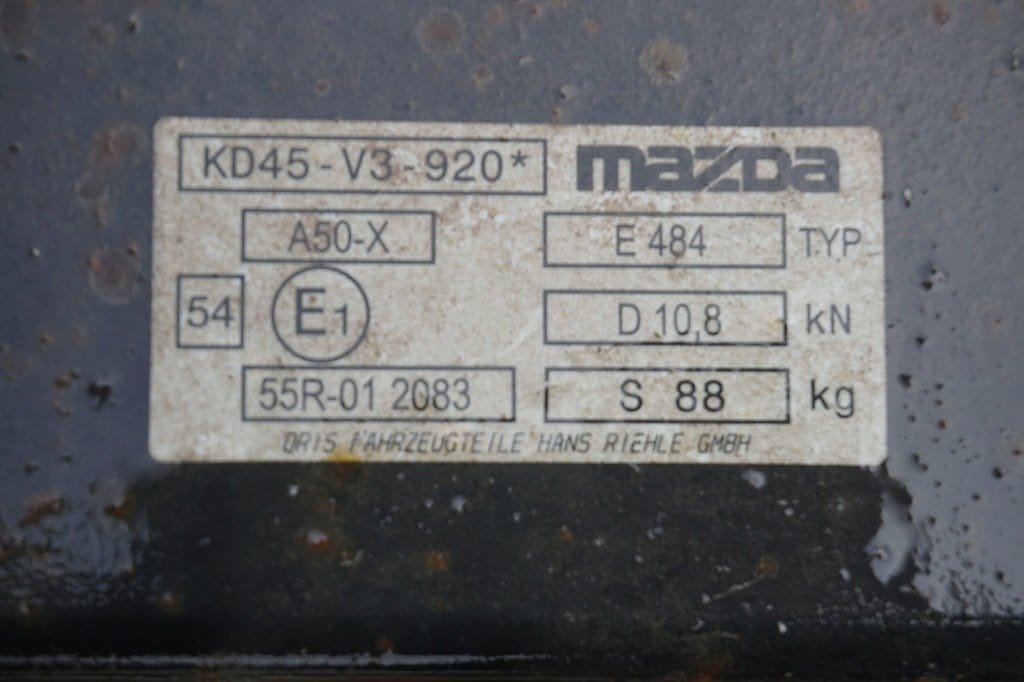 KD45-V3-920* mazda
A50-X E 484 TYP
54 E1 D 10,8 kN
55R-01 2083 S 88 kg
ORIS FAHRZEUGTEILE HANS RIEHLE GMBH